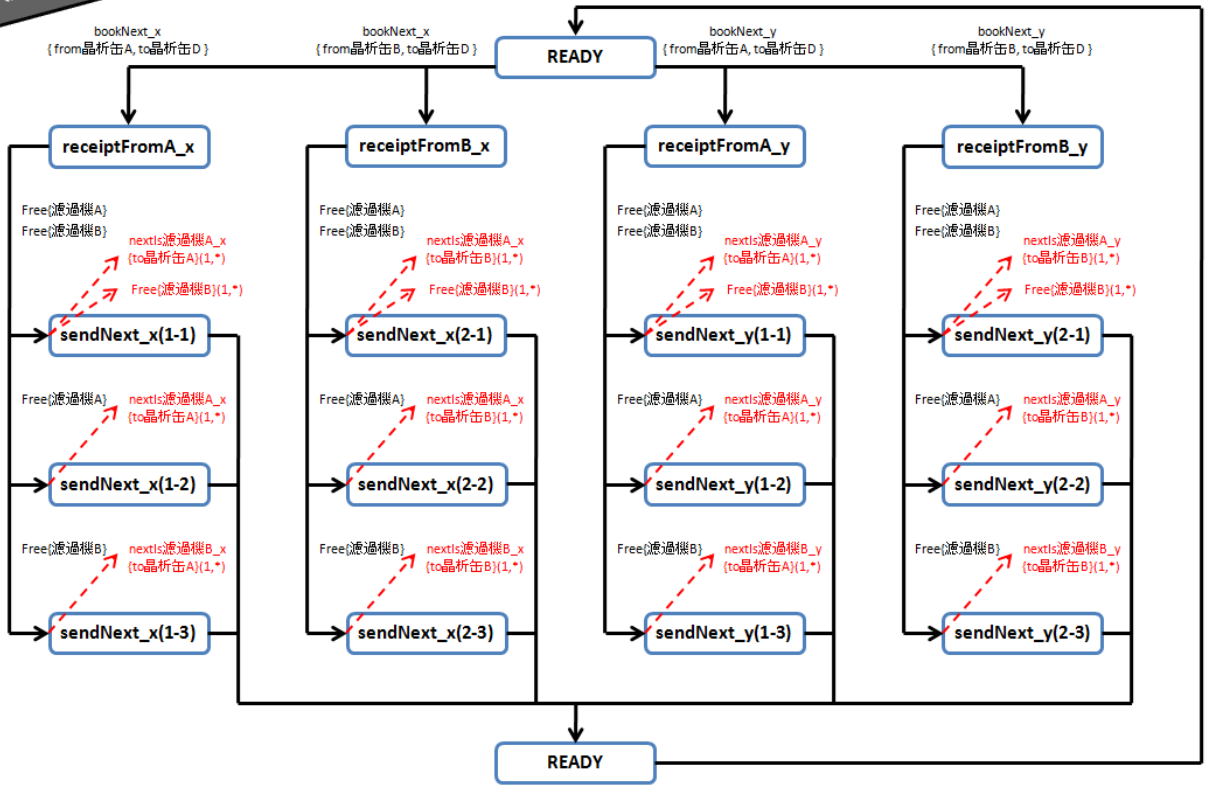 bookNext_x
{ from晶析缶A, to晶析缶D }
bookNext_x
{ from晶析缶B, to晶析缶D }
READY
bookNext_y
{ from晶析缶A, to晶析缶D }
bookNext_y
{ from晶析缶B, to晶析缶D }
receiptFromA_x
receiptFromB_x
receiptFromA_y
receiptFromB_y
Free{濾過機A}
Free{濾過機B}
nextIs濾過機A_x
{to晶析缶A}(1,*)
Free{濾過機B}(1,*)
sendNext_x(1-1)
Free{濾過機A}
Free{濾過機B}
nextIs濾過機A_x
{to晶析缶B}(1,*)
Free{濾過機B}(1,*)
sendNext_x(2-1)
Free{濾過機A}
Free{濾過機B}
nextIs濾過機A_y
{to晶析缶A}(1,*)
Free{濾過機B}(1,*)
sendNext_y(1-1)
Free{濾過機A}
Free{濾過機B}
nextIs濾過機A_y
{to晶析缶B}(1,*)
Free{濾過機B}(1,*)
sendNext_y(2-1)
Free{濾過機A}
nextIs濾過機A_x
{to晶析缶A}(1,*)
sendNext_x(1-2)
Free{濾過機A}
nextIs濾過機A_x
{to晶析缶B}(1,*)
sendNext_x(2-2)
Free{濾過機A}
nextIs濾過機A_y
{to晶析缶A}(1,*)
sendNext_y(1-2)
Free{濾過機A}
nextIs濾過機A_y
{to晶析缶B}(1,*)
sendNext_y(2-2)
Free{濾過機B}
nextIs濾過機B_x
{to晶析缶A}(1,*)
sendNext_x(1-3)
Free{濾過機B}
nextIs濾過機B_x
{to晶析缶B}(1,*)
sendNext_x(2-3)
Free{濾過機B}
nextIs濾過機B_y
{to晶析缶A}(1,*)
sendNext_y(1-3)
Free{濾過機B}
nextIs濾過機B_y
{to晶析缶B}(1,*)
sendNext_y(2-3)
READY